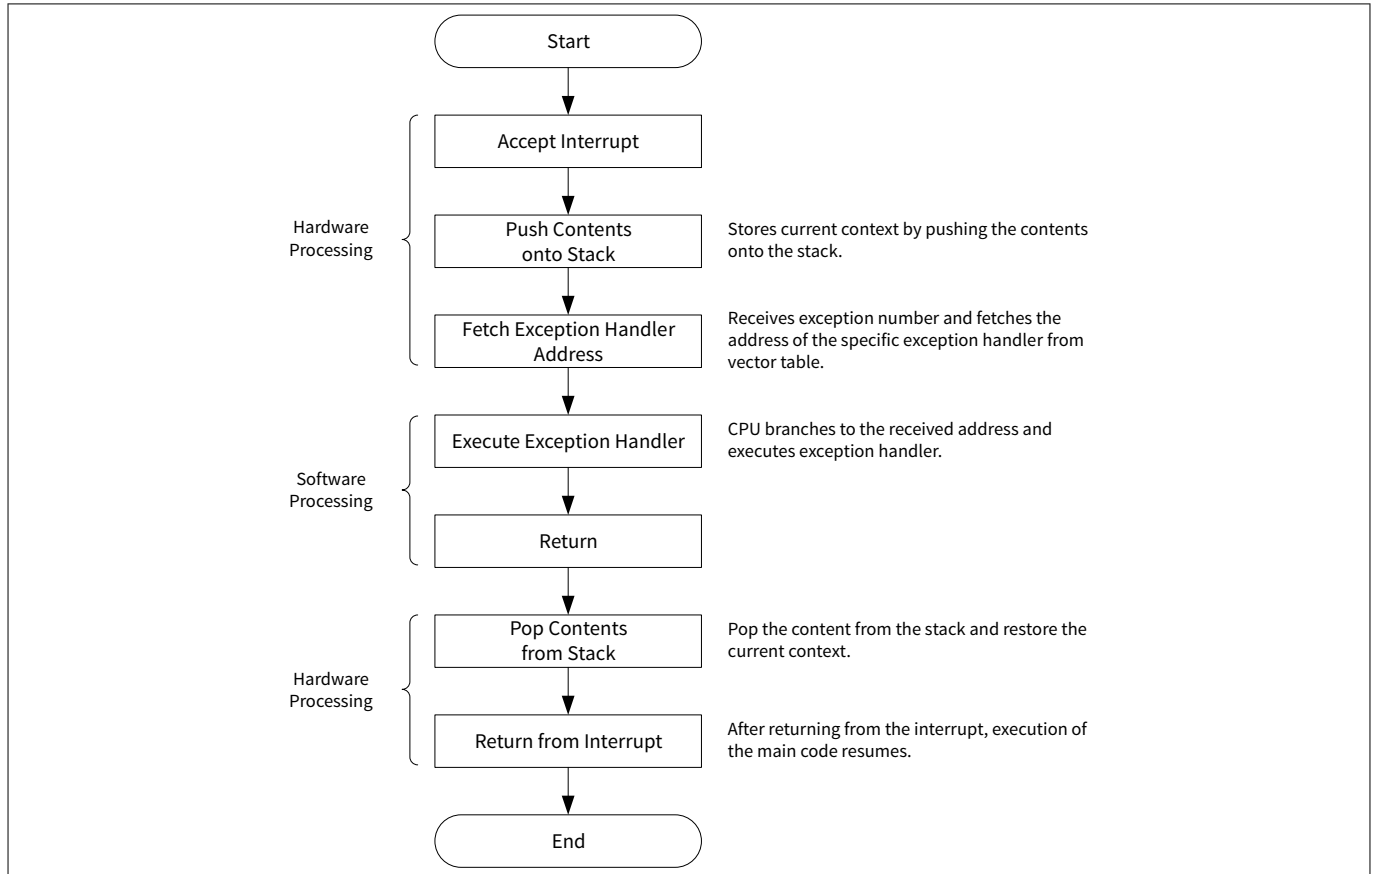 Start
Accept Interrupt
Hardware
Processing
Push Contents
onto Stack
Stores current context by pushing the contents
onto the stack.
Fetch Exception Handler
Address
Receives exception number and fetches the
address of the specific exception handler from
vector table.
Execute Exception Handler
CPU branches to the received address and
executes exception handler.
Software
Processing
Return
Pop Contents
from Stack
Pop the content from the stack and restore the
current context.
Hardware
Processing
Return from Interrupt
After returning from the interrupt, execution of
the main code resumes.
End